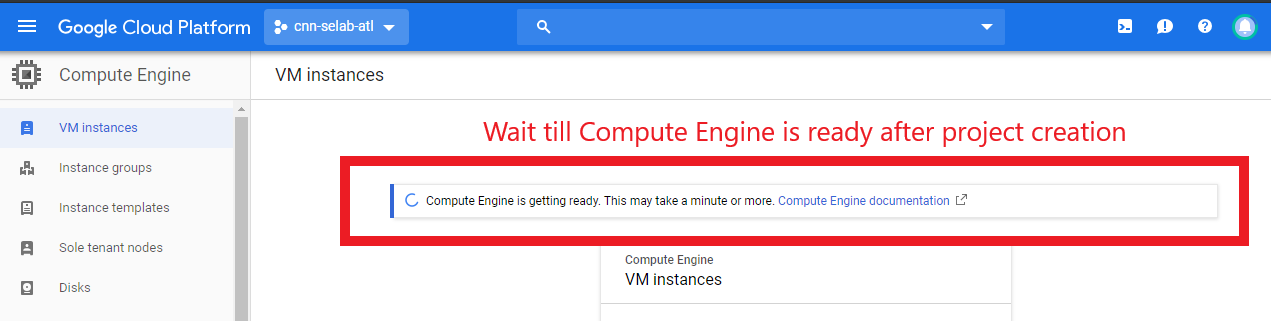 Google Cloud Platform
cnn-selab-atl
Compute Engine
VM instances
Wait till Compute Engine is ready after project creation
VM instances
Instance groups
Instance templates
Sole tenant nodes
Disks
Compute Engine is getting ready. This may take a minute or more. Compute Engine documentation
Compute Engine
VM instances